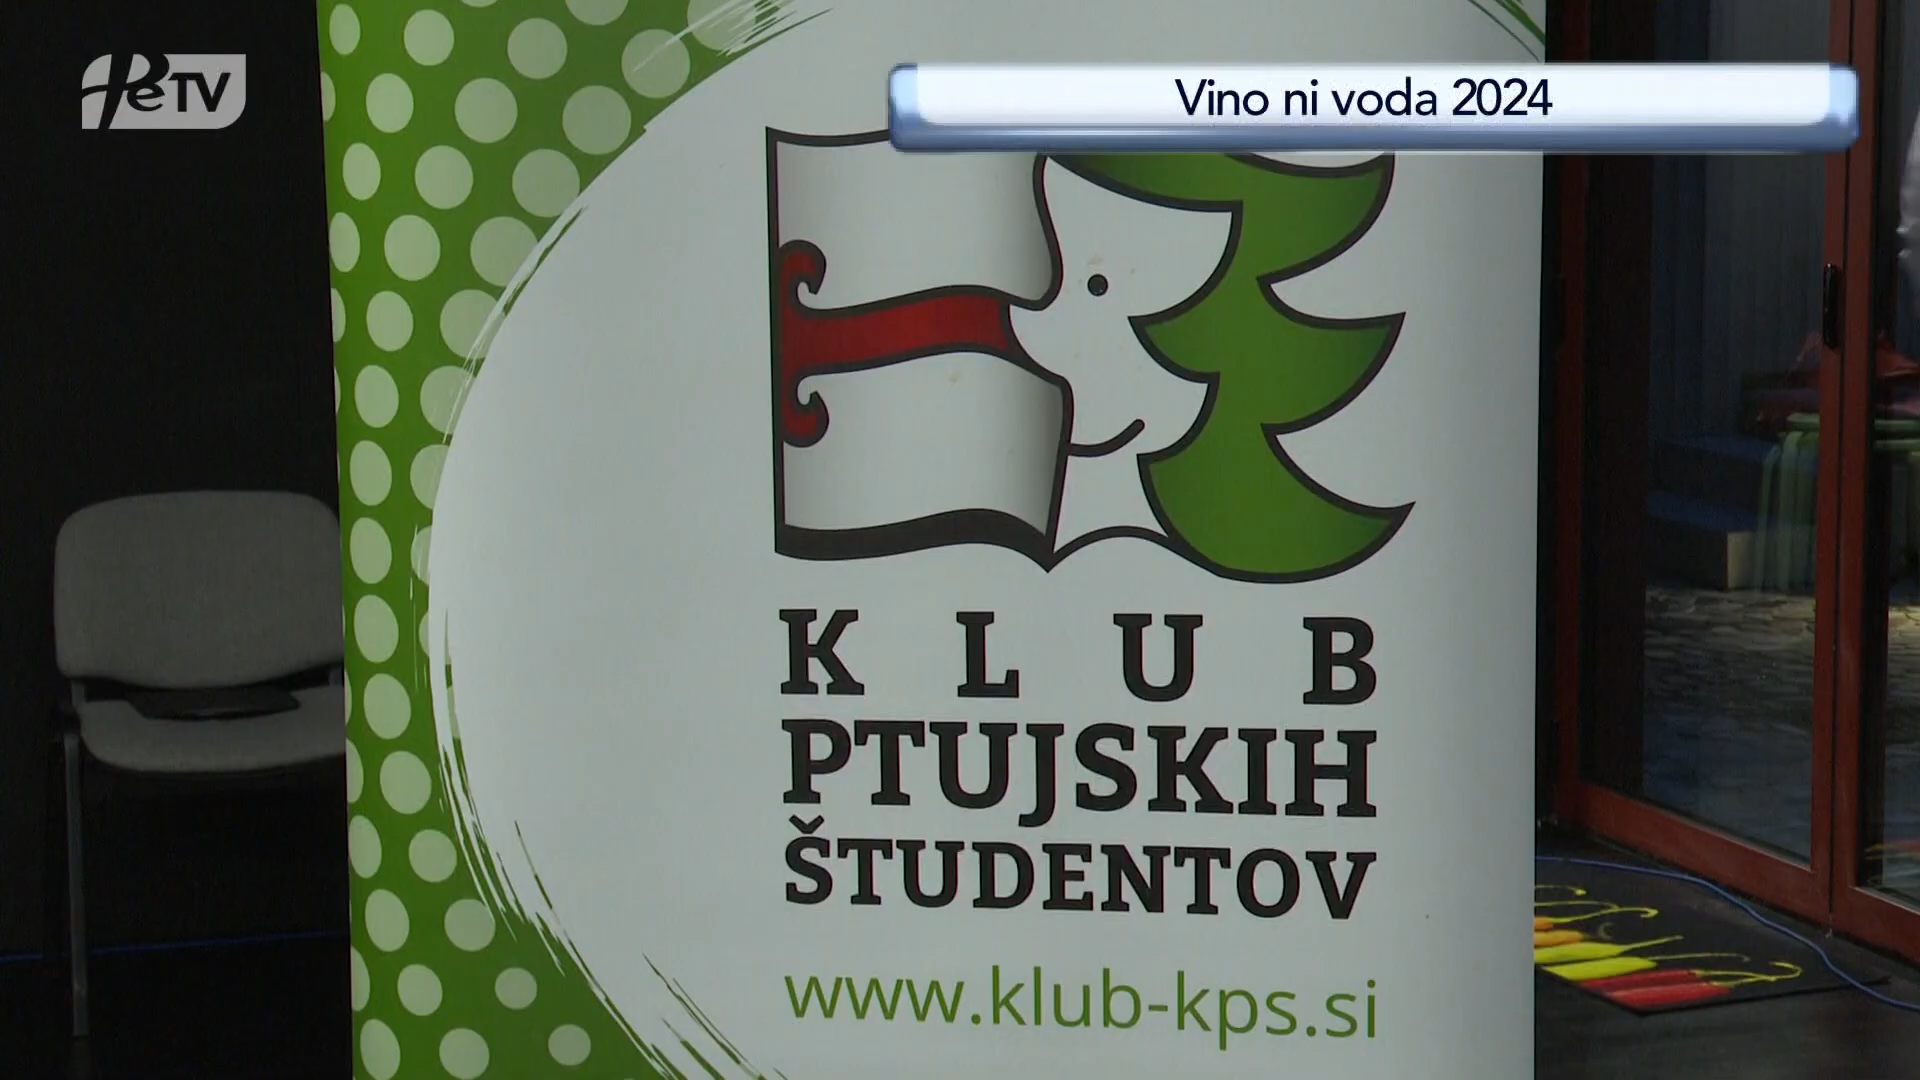 PeTV
Vino ni voda 2024
KLUB
PTUJSKIH
ŠTUDENTOV
www.klub-kps.si